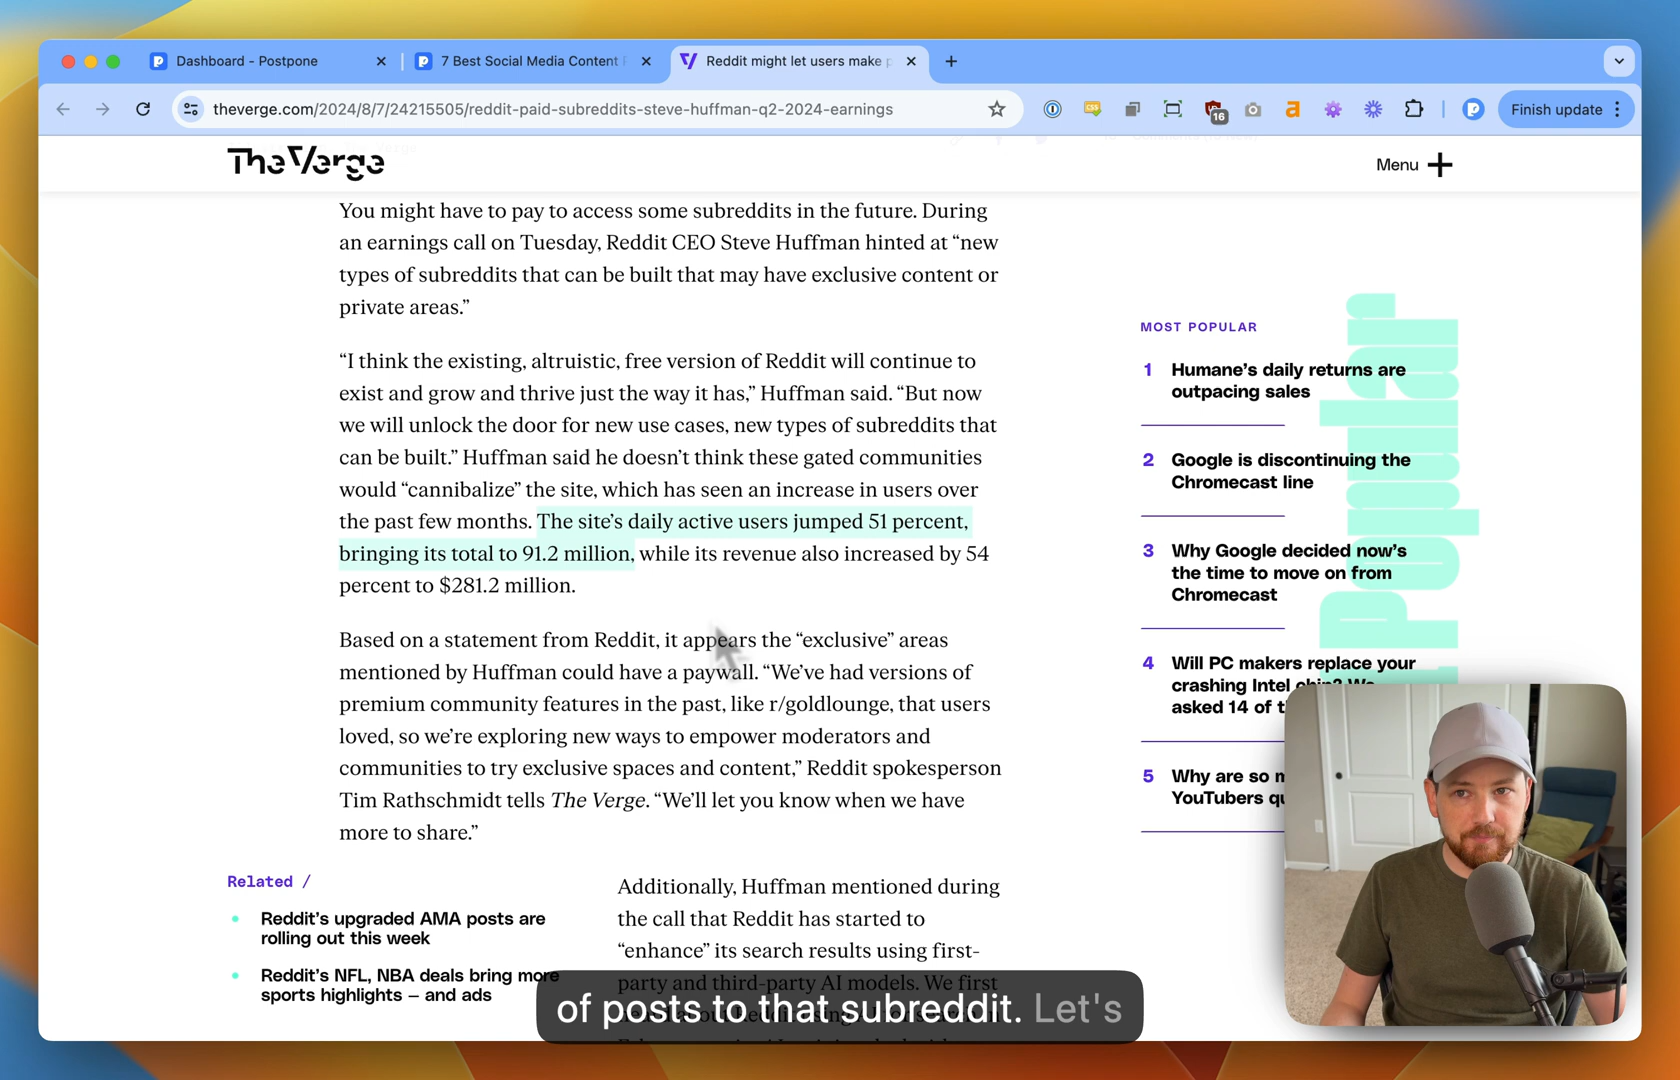 Dashboard - Postpone
7 Best Social Media Content
Reddit might let users make p
theverge.com/2024/8/7/24215505/reddit-paid-subreddits-steve-huffman-q2-2024-earnings
16
Finish update
The Verge
Menu
You might have to pay to access some subreddits in the future. During
an earnings call on Tuesday, Reddit CEO Steve Huffman hinted at “new
types of subreddits that can be built that may have exclusive content or
private areas.”
“I think the existing, altruistic, free version of Reddit will continue to
exist and grow and thrive just the way it has,” Huffman said. “But now
we will unlock the door for new use cases, new types of subreddits that
can be built.” Huffman said he doesn’t think these gated communities
would “cannibalize” the site, which has seen an increase in users over
the past few months. The site’s daily active users jumped 51 percent,
bringing its total to 91.2 million, while its revenue also increased by 54
percent to $281.2 million.
Based on a statement from Reddit, it appears the “exclusive” areas
mentioned by Huffman could have a paywall. “We’ve had versions of
premium community features in the past, like r/goldlounge, that users
loved, so we’re exploring new ways to empower moderators and
communities to try exclusive spaces and content,” Reddit spokesperson
Tim Rathschmidt tells The Verge. “We’ll let you know when we have
more to share.”
Related /
Reddit’s upgraded AMA posts are
rolling out this week
Reddit’s NFL, NBA deals bring more
sports highlights — and ads
Additionally, Huffman mentioned during
the call that Reddit has started to
“enhance” its search results using first-
party and third-party AI models. We first
MOST POPULAR
1 Humane’s daily returns are
outpacing sales
2 Google is discontinuing the
Chromecast line
3 Why Google decided now’s
the time to move on from
Chromecast
4 Will PC makers replace your
crashing Intel chip? We
asked 14 of t
5 Why are so m
YouTubers qu
Popular
of posts to that subreddit. Let's